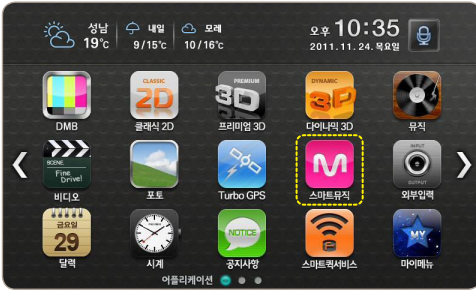 성남 내일 모레 오후 10:35
19°c 9/15°c 10/16°c 2011.11.24. 목요일
CLASSIC PREMIUM DYNAMIC
2D 3D 3D
DMB 클래식 2D 프리미엄 3D 다이나믹 3D 뮤직
SCENE.
Fine
Drive!
INPUT
OUTPUT
비디오 포토 Turbo GPS 스마트뮤직 외부입력
금요일
29
NOTICE
MY
달력 시계 공지사항 스마트퀵서비스 마이메뉴
어플리케이션